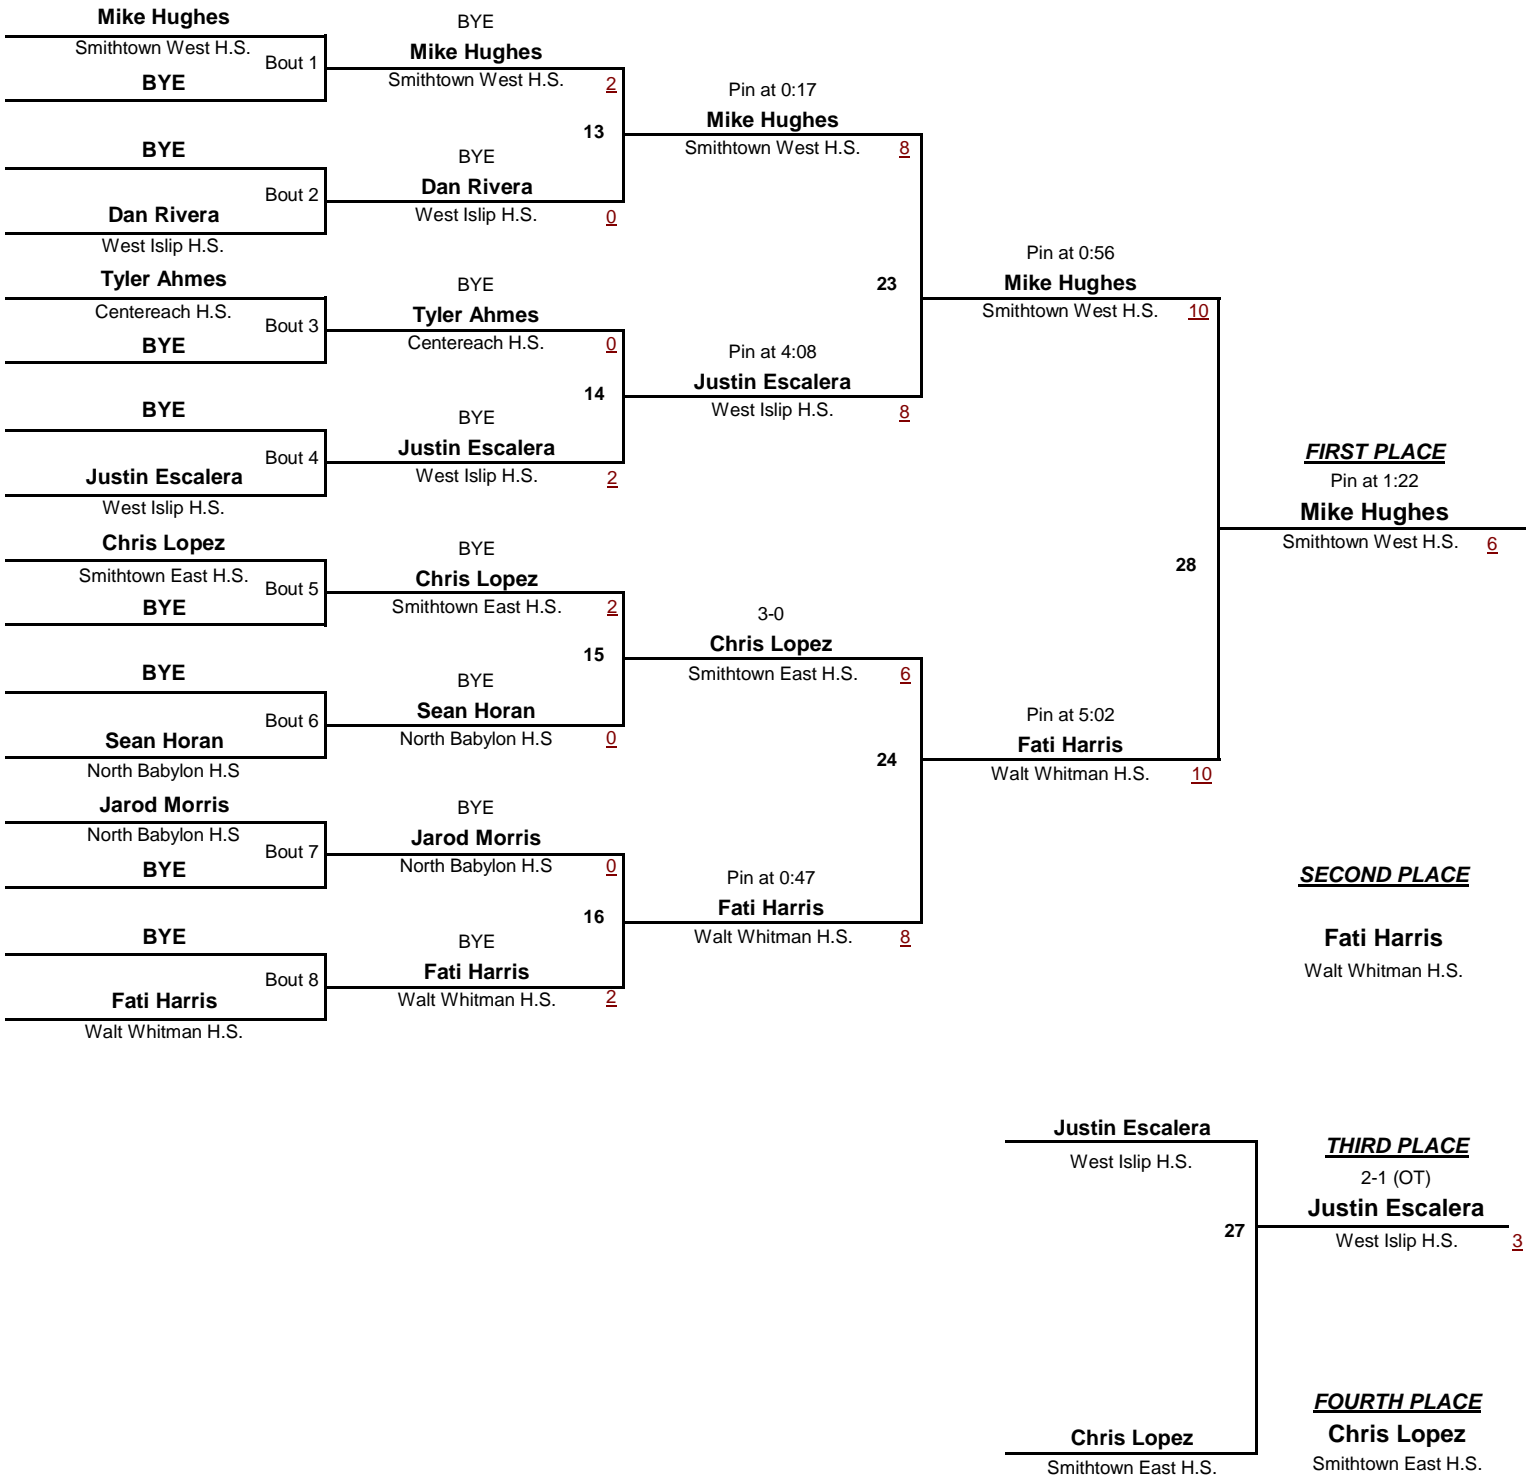 Mike Hughes
Smithtown West H.S.
Bout 1
BYE
BYE
Bout 2
Dan Rivera
West Islip H.S.
Tyler Ahmes
Centereach H.S.
Bout 3
BYE
BYE
Bout 4
Justin Escalera
West Islip H.S.
Chris Lopez
Smithtown East H.S.
Bout 5
BYE
BYE
Bout 6
Sean Horan
North Babylon H.S
Jarod Morris
North Babylon H.S
Bout 7
BYE
BYE
Bout 8
Fati Harris
Walt Whitman H.S.
BYE
Mike Hughes
Smithtown West H.S. 2
13
BYE
Dan Rivera
West Islip H.S. 0
BYE
Tyler Ahmes
Centereach H.S. 0
14
BYE
Justin Escalera
West Islip H.S. 2
BYE
Chris Lopez
Smithtown East H.S. 2
15
BYE
Sean Horan
North Babylon H.S 0
BYE
Jarod Morris
North Babylon H.S 0
16
BYE
Fati Harris
Walt Whitman H.S. 2
Pin at 0:17
Mike Hughes
Smithtown West H.S. 8
23
Pin at 4:08
Justin Escalera
West Islip H.S. 8
3-0
Chris Lopez
Smithtown East H.S. 6
24
Pin at 0:47
Fati Harris
Walt Whitman H.S. 8
Pin at 0:56
Mike Hughes
Smithtown West H.S. 10
28
Pin at 5:02
Fati Harris
Walt Whitman H.S. 10
FIRST PLACE
Pin at 1:22
Mike Hughes
Smithtown West H.S. 6
SECOND PLACE
Fati Harris
Walt Whitman H.S.
Justin Escalera
West Islip H.S.
27
Chris Lopez
Smithtown East H.S.
THIRD PLACE
2-1 (OT)
Justin Escalera
West Islip H.S. 3
FOURTH PLACE
Chris Lopez
Smithtown East H.S.